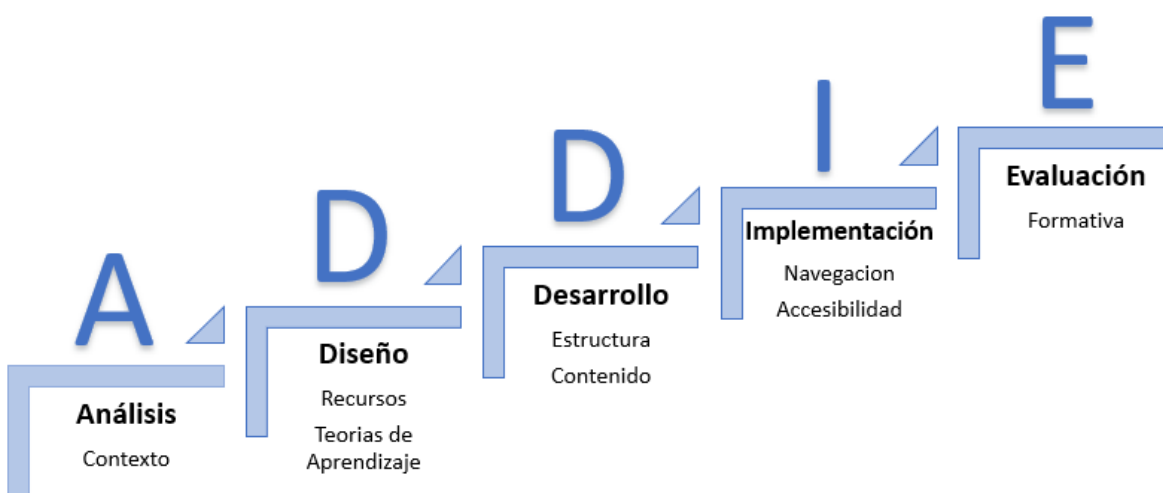 A
Análisis
Contexto
D
Diseño
Recursos
Teorias de
Aprendizaje
D
Desarrollo
Estructura
Contenido
I
Implementación
Navegacion
Accesibilidad
E
Evaluación
Formativa